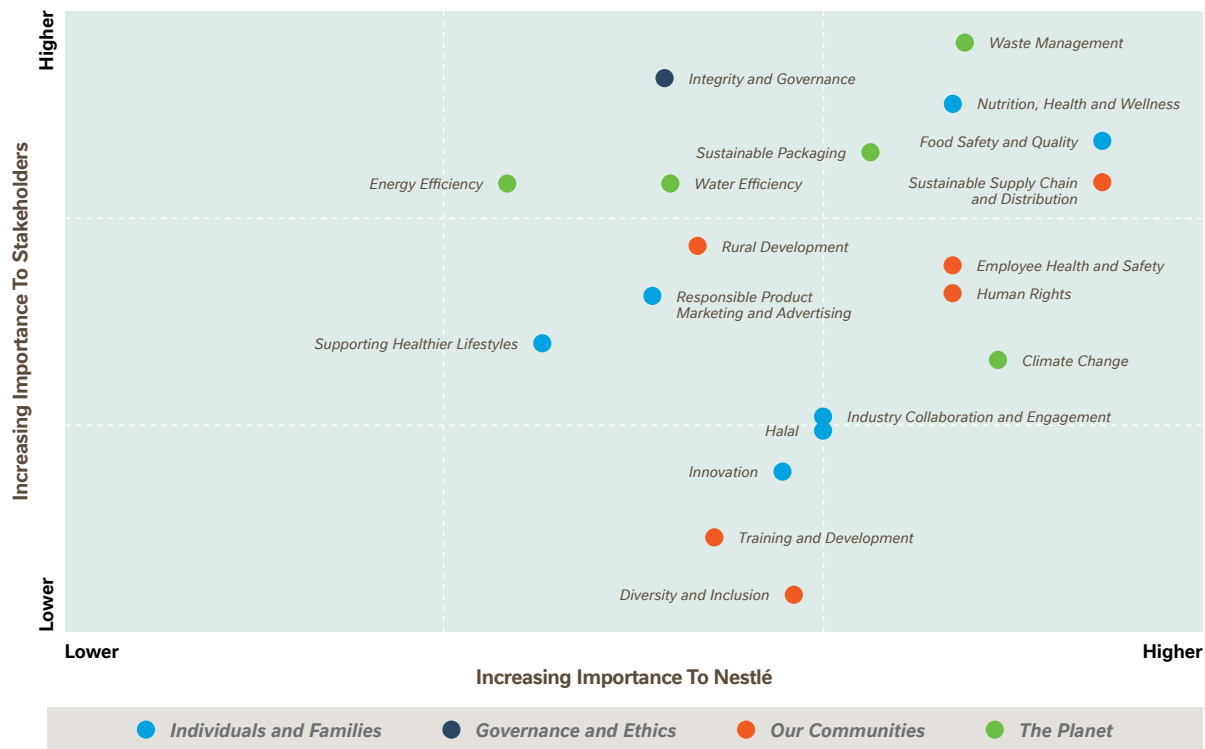 Higher
Increasing Importance To Stakeholders
Lower
Waste Management
Integrity and Governance
Nutrition, Health and Wellness
Food Safety and Quality
Sustainable Packaging
Energy Efficiency
Water Efficiency
Sustainable Supply Chain
and Distribution
Rural Development
Employee Health and Safety
Human Rights
Responsible Product
Marketing and Advertising
Supporting Healthier Lifestyles
Climate Change
Industry Collaboration and Engagement
Halal
Innovation
Training and Development
Diversity and Inclusion
Lower
Higher
Increasing Importance To Nestlé
Individuals and Families
Governance and Ethics
Our Communities
The Planet